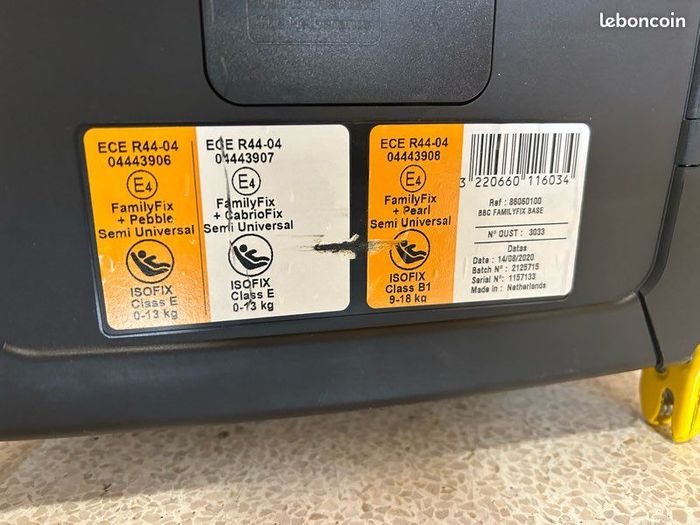 leboncoin
ECE R44-04
04443906
E4
FamilyFix
+ Pebble
Semi Universal
ISOFIX
Class E
0-13 kg
ECE R44-04
04443907
E4
FamilyFix
+ CabrioFix
Semi Universal
ISOFIX
Class E
0-13 kg
ECE R44-04
04443908
E4
FamilyFix
+ Pearl
Semi Universal
ISOFIX
Class B1
9-18 kg
3 220660 116034
Ref : 86060100
BBC FAMILYFIX BASE
N° QUST : 3033
Datas
Date : 14/08/2020
Batch N° : 2125715
Serial N° : 1157133
Made in : Netherlands